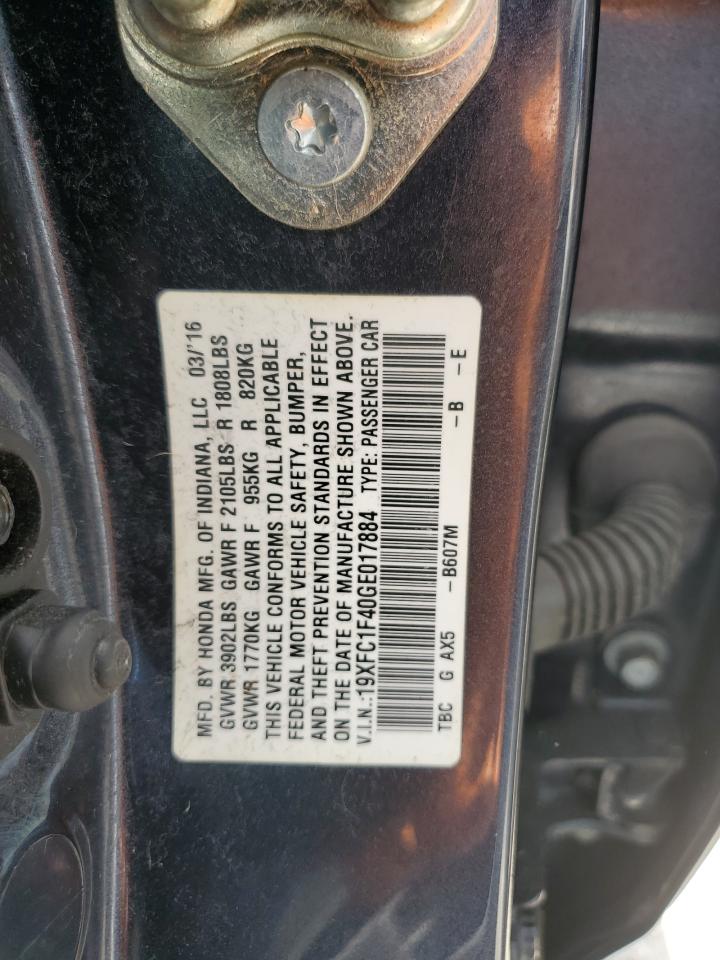 MFD. BY HONDA MFG. OF INDIANA, LLC 03/'16
GVWR 3902LBS GAWR F 2105LBS R 1808LBS
GVWR 1770KG GAWR F 955KG R 820KG
THIS VEHICLE CONFORMS TO ALL APPLICABLE
FEDERAL MOTOR VEHICLE SAFETY, BUMPER,
AND THEFT PREVENTION STANDARDS IN EFFECT
ON THE DATE OF MANUFACTURE SHOWN ABOVE.
V.I.N.:19XFC1F40GE017884 TYPE: PASSENGER CAR
TBC G AX5 –B607M –B –E